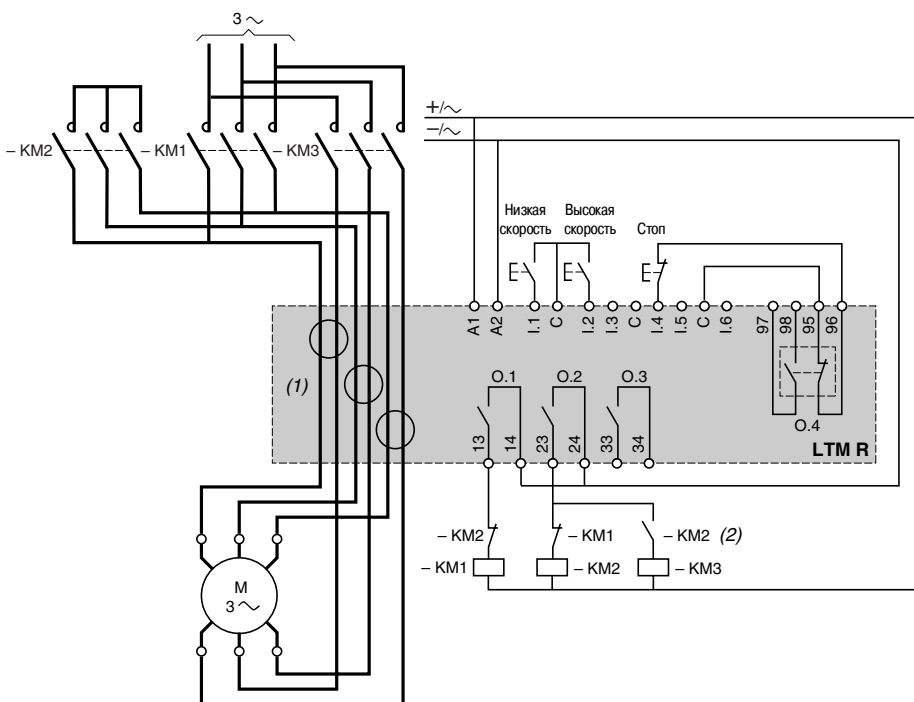 3 ∼
– KM2
– KM1
– KM3
+/∼
–/∼
Низкая
скорость
Высокая
скорость
Стоп
A1
A2
I.1
C
I.2
I.3
C
I.4
I.5
C
I.6
97
98
95
96
(1)
O.1
O.2
O.3
O.4
13
14
23
24
33
34
LTM R
– KM2
– KM1
– KM2 (2)
– KM1
– KM2
– KM3
M
3 ∼